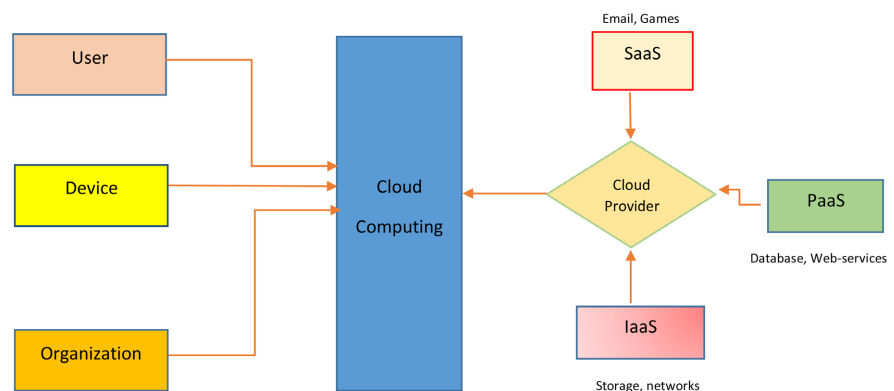 Email, Games
User
SaaS
Device
Cloud
Computing
Cloud
Provider
PaaS
Database, Web-services
Organization
IaaS
Storage, networks